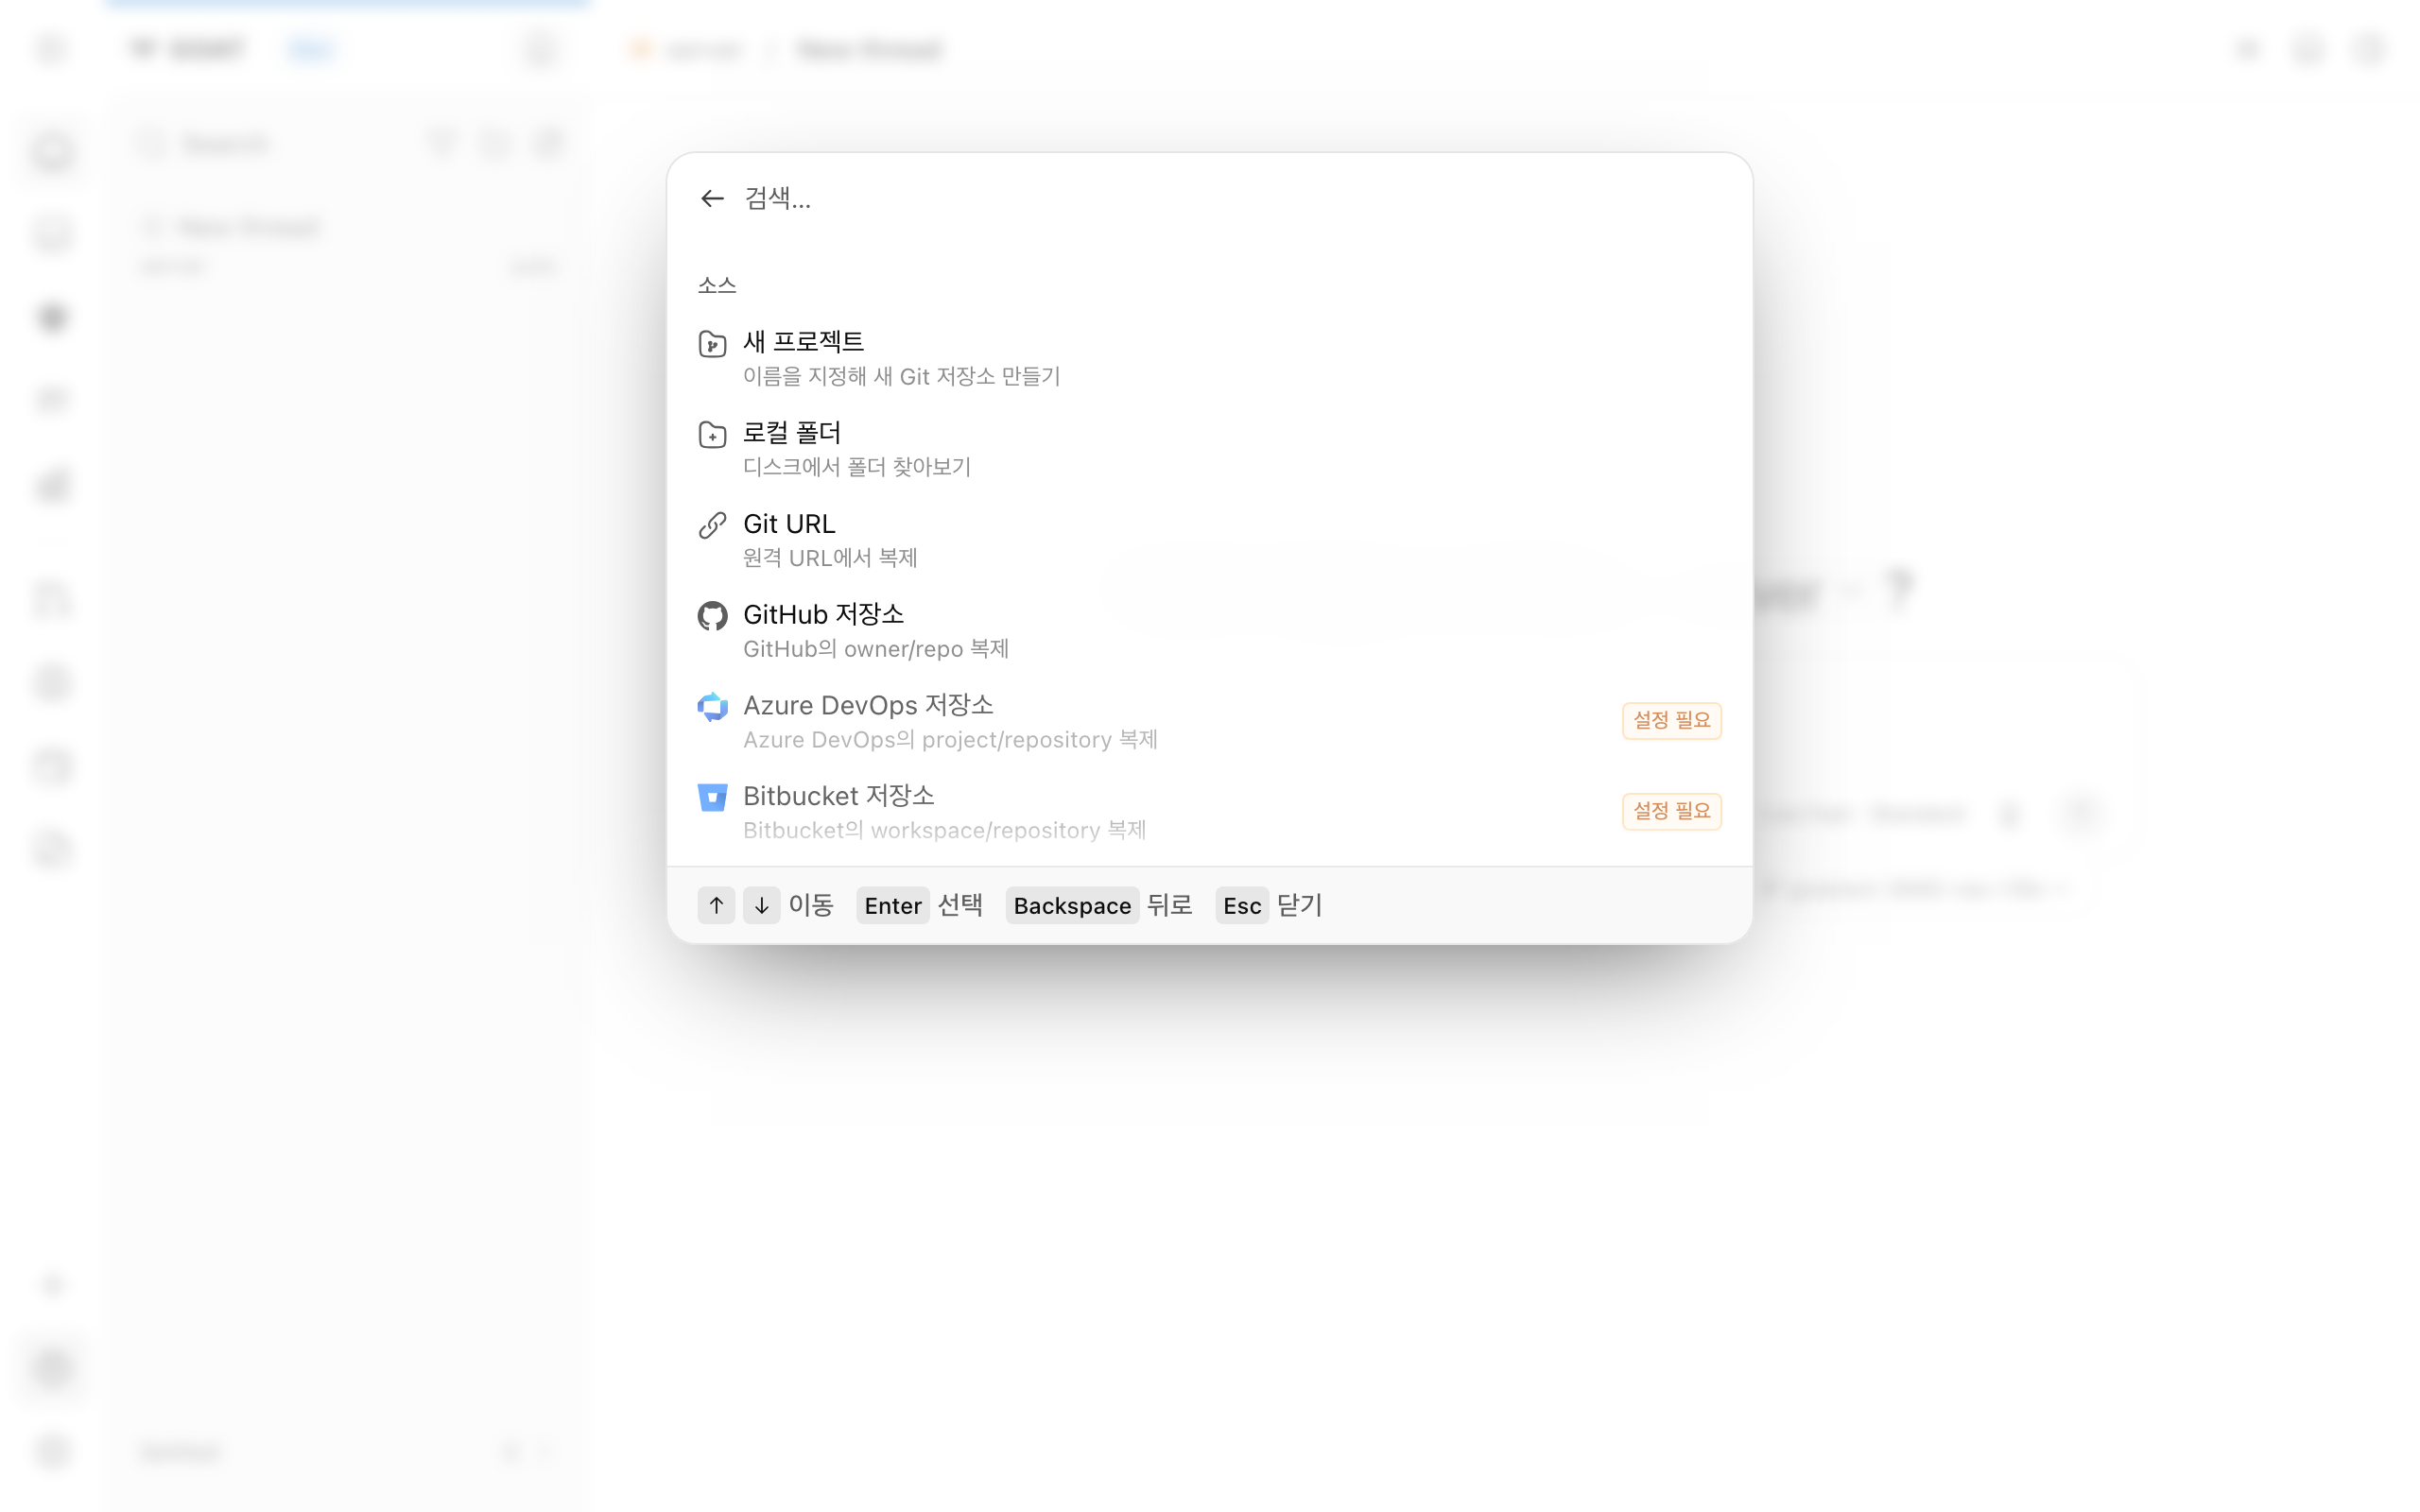 New thread
Search
New thread
검색...
소스
새 프로젝트
이름을 지정해 새 Git 저장소 만들기
로컬 폴더
디스크에서 폴더 찾아보기
Git URL
원격 URL에서 복제
GitHub 저장소
GitHub의 owner/repo 복제
Azure DevOps 저장소
Azure DevOps의 project/repository 복제
설정 필요
Bitbucket 저장소
Bitbucket의 workspace/repository 복제
설정 필요
↑ ↓ 이동 Enter 선택 Backspace 뒤로 Esc 닫기